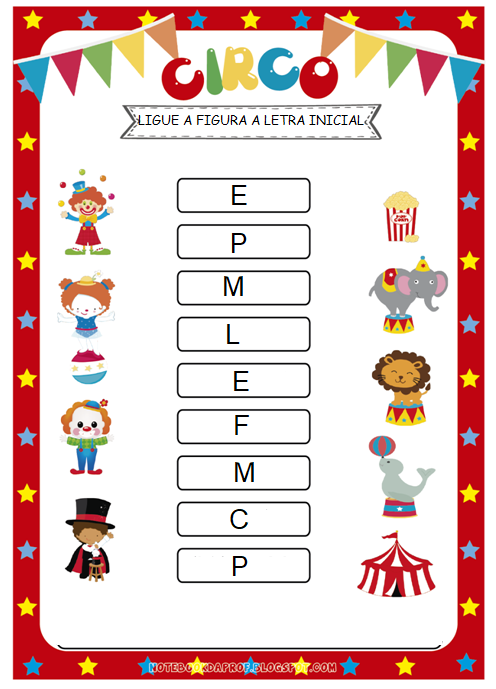 CIRCO
LIGUE A FIGURA A LETRA INICIAL
E
P
M
L
E
F
M
C
P
NOTEBOOKDAPROF.BLOGSPOT.COM